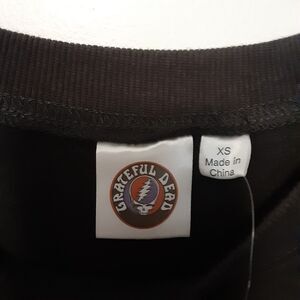 GRATEFUL DEAD
XS
Made in
China